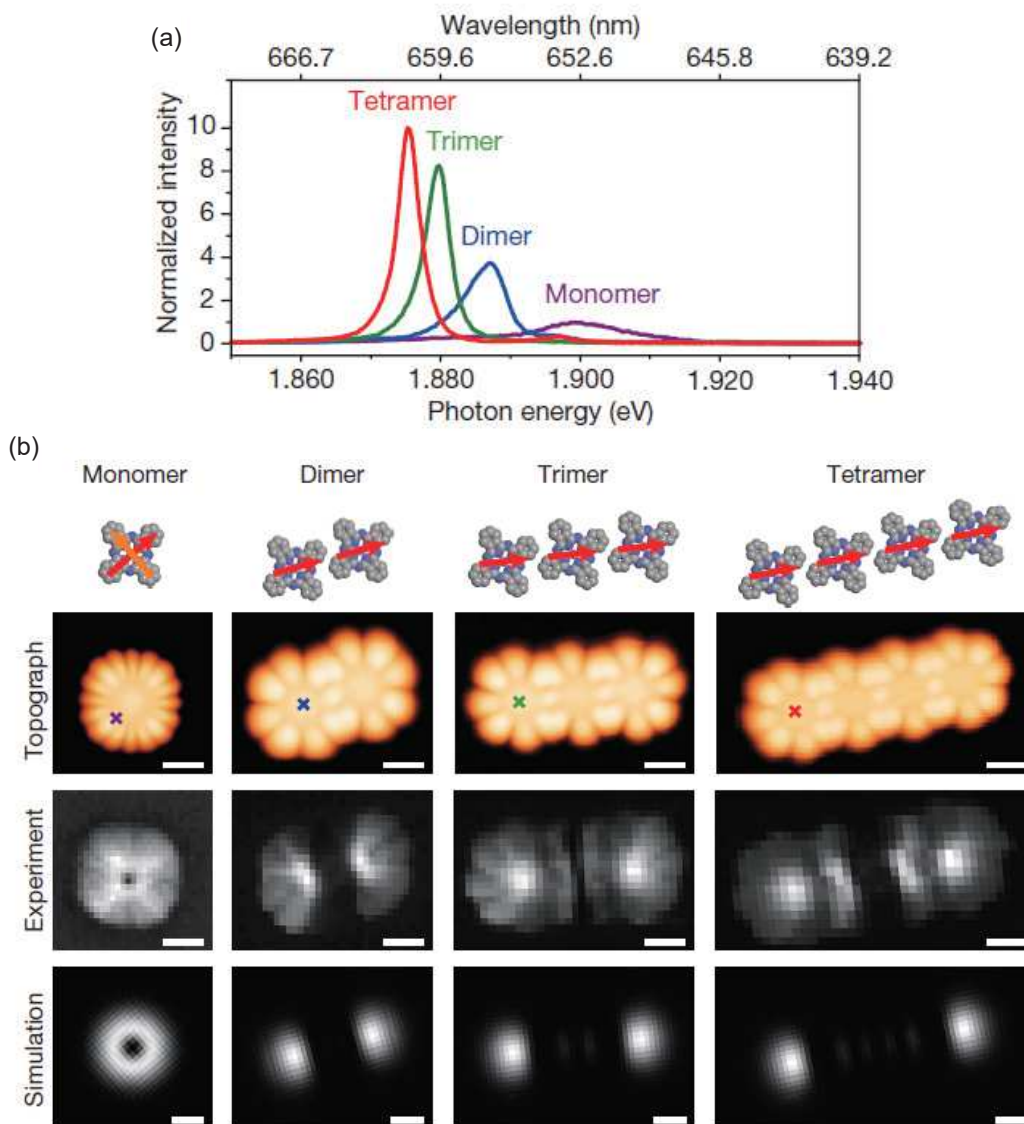 (a)
Wavelength (nm)
666.7 659.6 652.6 645.8 639.2
Tetramer
Trimer
Dimer
Monomer
Normalized intensity
10
8
6
4
2
0
1.860 1.880 1.900 1.920 1.940
Photon energy (eV)
(b)
Monomer Dimer Trimer Tetramer
Topograph
Experiment
Simulation